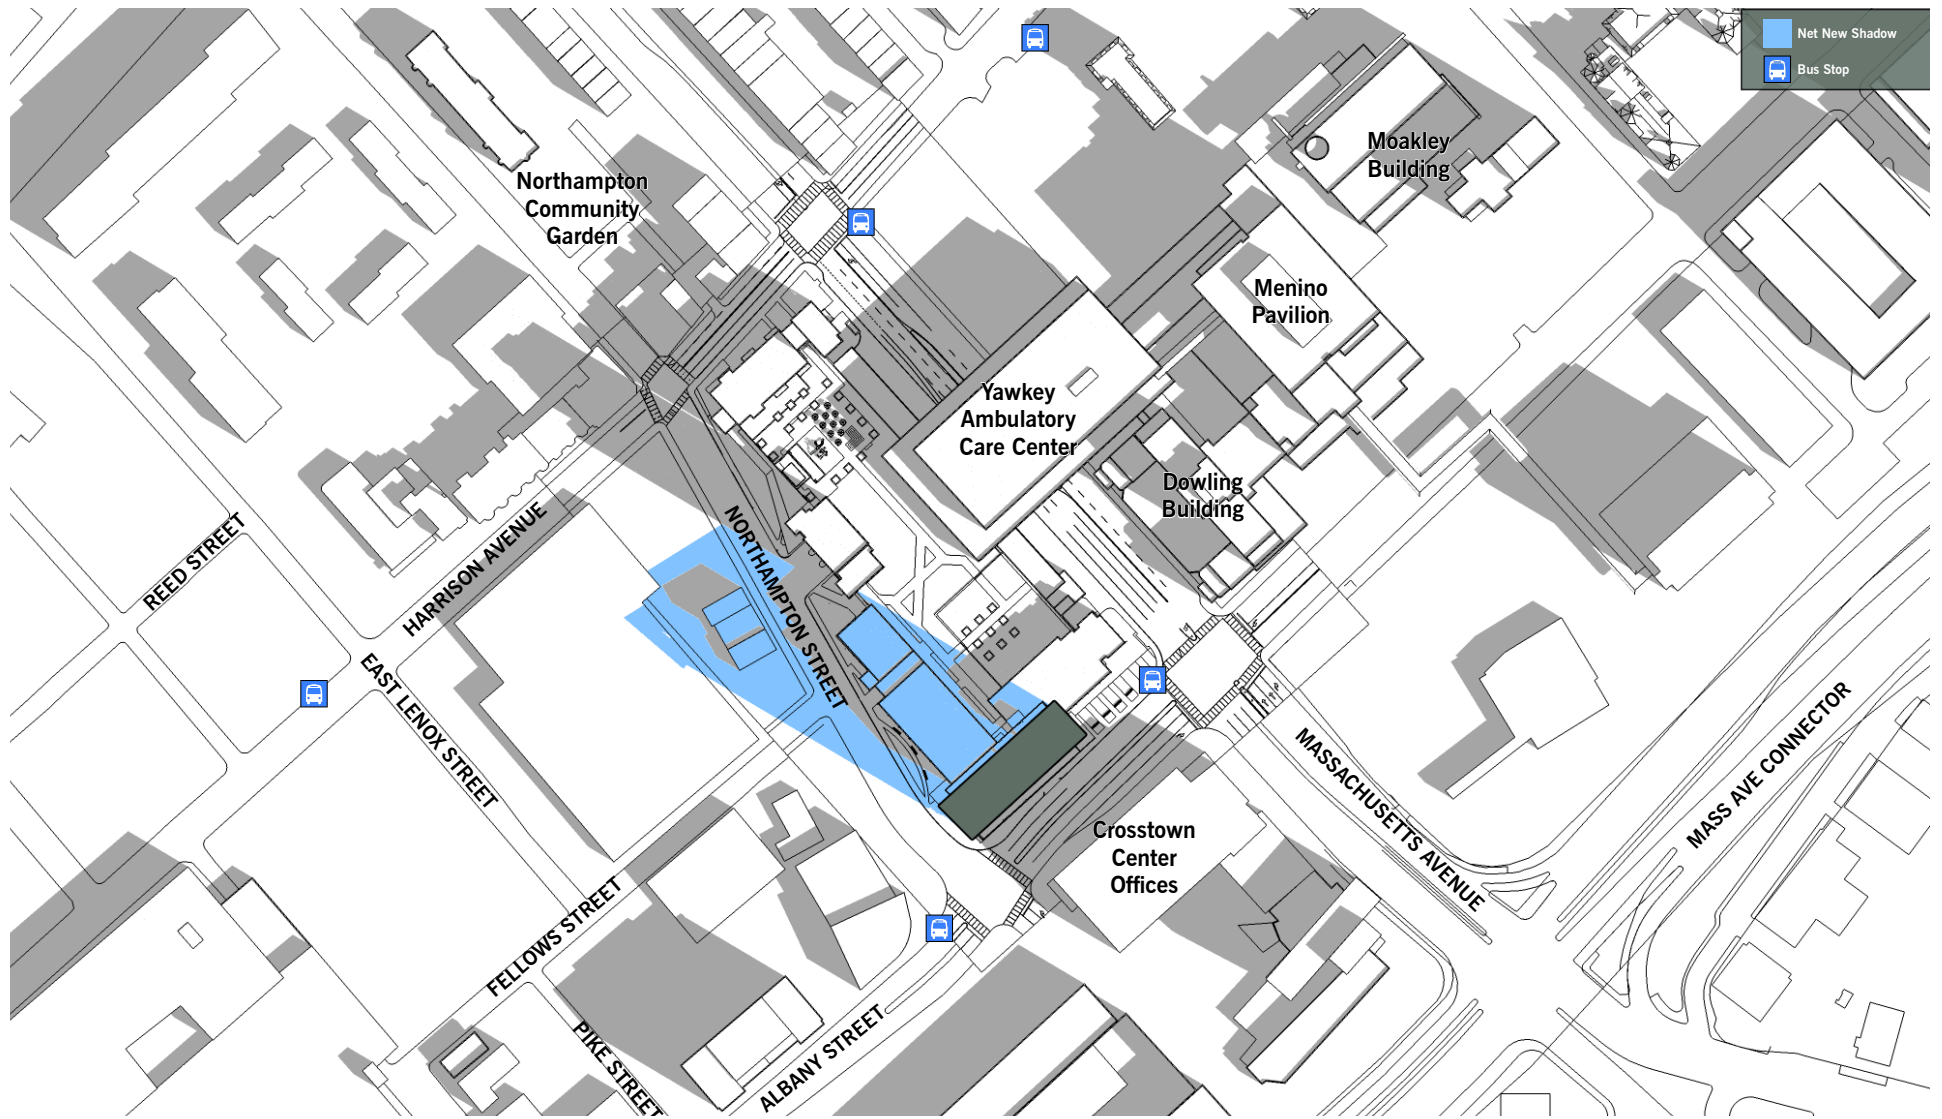 Net New Shadow
Bus Stop
Moakley
Building
Northampton
Community
Garden
Menino
Pavilion
Yawkey
Ambulatory
Care Center
Dowling
Building
NORTHAMPTON STREET
HARRISON AVENUE
REED STREET
EAST LENOX STREET
MASSACHUSETTS AVENUE
MASS AVE CONNECTOR
Crosstown
Center
Offices
FELLOWS STREET
PIKE STREET
ALBANY STREET